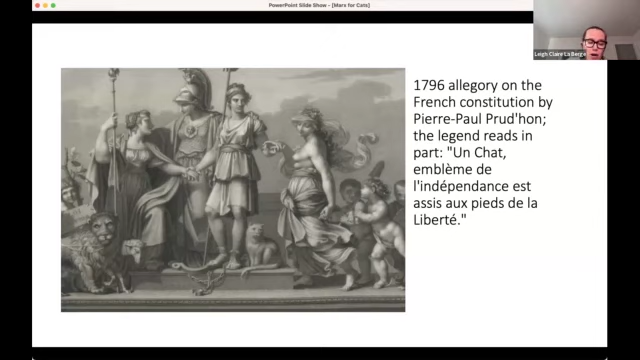 PowerPoint Slide Show - [Marx for Cats]
Leigh Claire La Berge
1796 allegory on the
French constitution by
Pierre-Paul Prud'hon;
the legend reads in
part: "Un Chat,
emblème de
l'indépendance est
assis aux pieds de la
Liberté."